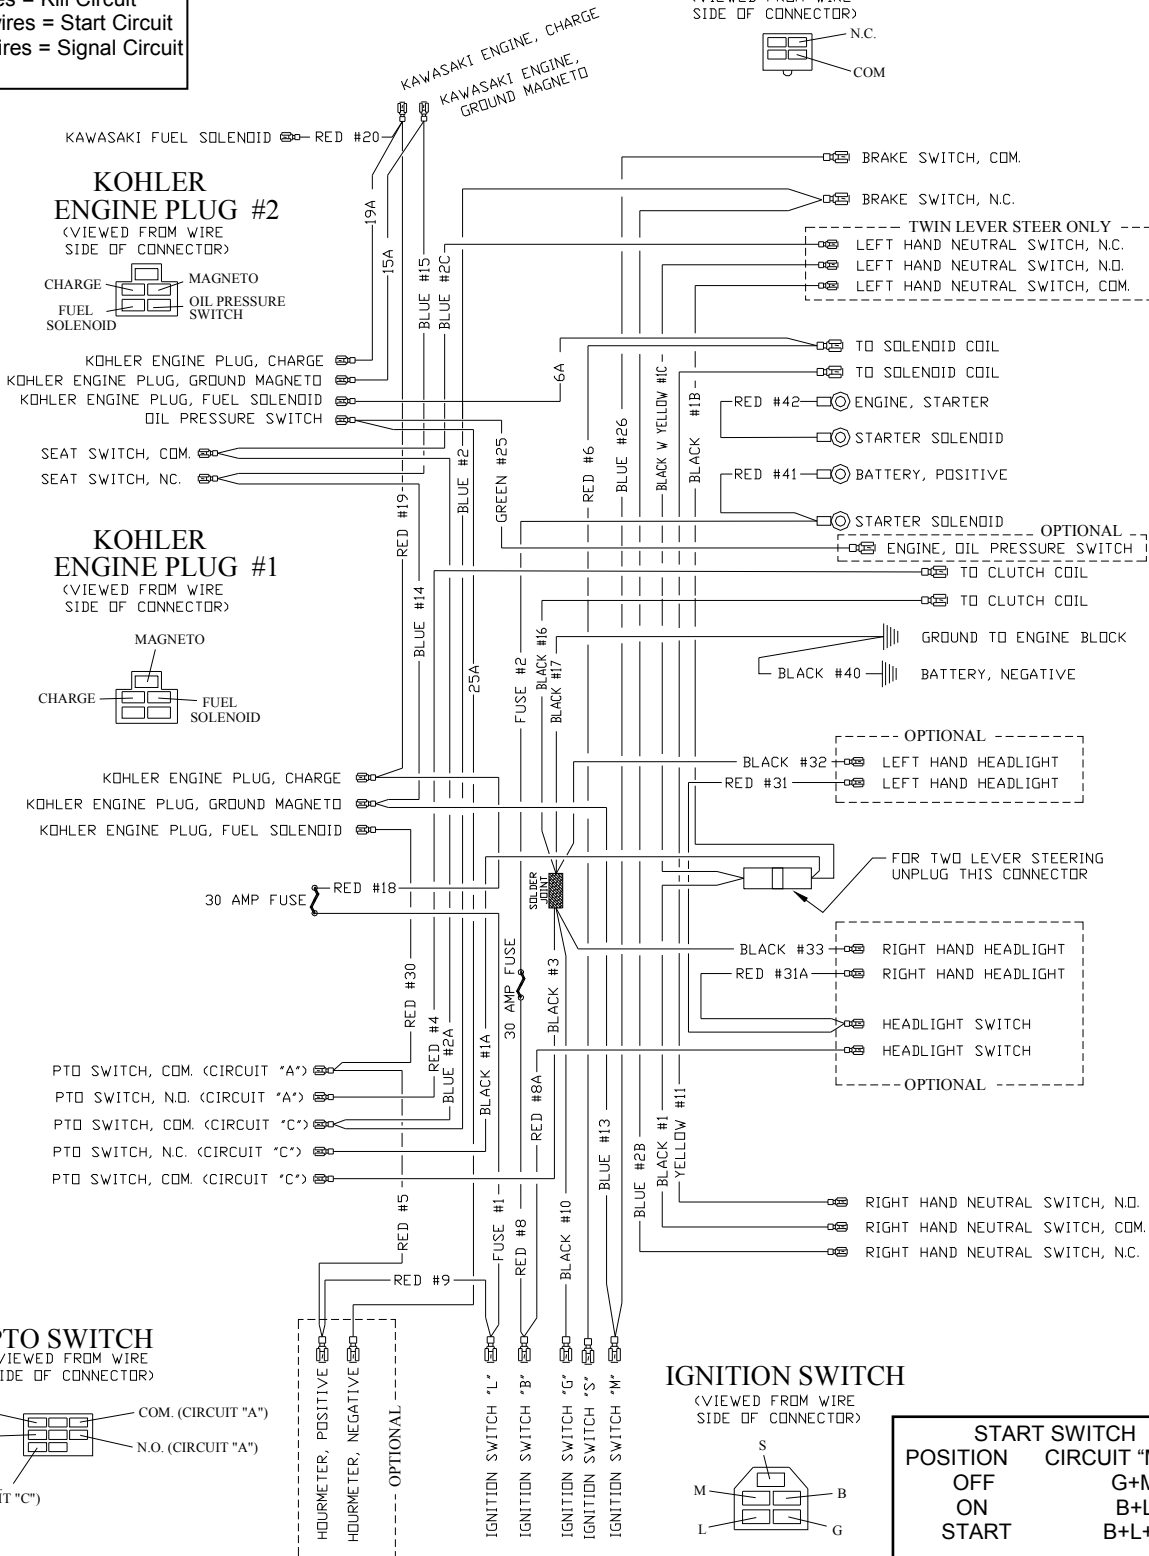 es = Kill Circuit
wires = Start Circuit
ires = Signal Circuit
SIDE OF CONNECTOR)
N.C.
COM
KAWASAKI ENGINE, CHARGE
KAWASAKI ENGINE,
GROUND MAGNETO
KAWASAKI FUEL SOLENOID
RED #20
KOHLER
ENGINE PLUG #2
(VIEWED FROM WIRE
SIDE OF CONNECTOR)
CHARGE
MAGNETO
FUEL
SOLENOID
OIL PRESSURE
SWITCH
19A
15A
BLUE #15
BLUE #2C
BRAKE SWITCH, COM.
BRAKE SWITCH, N.C.
TWIN LEVER STEER ONLY
LEFT HAND NEUTRAL SWITCH, N.C.
LEFT HAND NEUTRAL SWITCH, N.O.
LEFT HAND NEUTRAL SWITCH, COM.
KOHLER ENGINE PLUG, CHARGE
KOHLER ENGINE PLUG, GROUND MAGNETO
KOHLER ENGINE PLUG, FUEL SOLENOID
OIL PRESSURE SWITCH
SEAT SWITCH, COM.
SEAT SWITCH, NC.
6A
TO SOLENOID COIL
TO SOLENOID COIL
RED #42
ENGINE, STARTER
STARTER SOLENOID
RED #41
BATTERY, POSITIVE
STARTER SOLENOID
OPTIONAL
ENGINE, OIL PRESSURE SWITCH
TO CLUTCH COIL
TO CLUTCH COIL
GROUND TO ENGINE BLOCK
BLACK #40
BATTERY, NEGATIVE
RED #19
BLUE #14
BLUE #2
GREEN #25
25A
FUSE #2
BLACK #16
BLACK #17
RED #6
BLUE #26
BLACK W YELLOW #1C
BLACK #1B
KOHLER
ENGINE PLUG #1
(VIEWED FROM WIRE
SIDE OF CONNECTOR)
MAGNETO
CHARGE
FUEL
SOLENOID
KOHLER ENGINE PLUG, CHARGE
KOHLER ENGINE PLUG, GROUND MAGNETO
KOHLER ENGINE PLUG, FUEL SOLENOID
OPTIONAL
BLACK #32
LEFT HAND HEADLIGHT
RED #31
LEFT HAND HEADLIGHT
30 AMP FUSE
RED #18
SOLDER
JOINT
FOR TWO LEVER STEERING
UNPLUG THIS CONNECTOR
BLACK #33
RIGHT HAND HEADLIGHT
RED #31A
RIGHT HAND HEADLIGHT
HEADLIGHT SWITCH
HEADLIGHT SWITCH
OPTIONAL
RED #30
RED #4
BLUE #2A
BLACK #1A
30 AMP FUSE
BLACK #3
RED #8A
PTO SWITCH, COM. (CIRCUIT "A")
PTO SWITCH, N.O. (CIRCUIT "A")
PTO SWITCH, COM. (CIRCUIT "C")
PTO SWITCH, N.C. (CIRCUIT "C")
PTO SWITCH, COM. (CIRCUIT "C")
RED #5
FUSE #1
RED #8
BLACK #10
BLUE #13
BLUE #2B
BLACK #1
YELLOW #11
RIGHT HAND NEUTRAL SWITCH, N.O.
RIGHT HAND NEUTRAL SWITCH, COM.
RIGHT HAND NEUTRAL SWITCH, N.C.
RED #9
PTO SWITCH
VIEWED FROM WIRE
IDE OF CONNECTOR)
COM. (CIRCUIT "A")
N.O. (CIRCUIT "A")
IT "C")
HOURMETER, POSITIVE
HOURMETER, NEGATIVE
OPTIONAL
IGNITION SWITCH "L"
IGNITION SWITCH "B"
IGNITION SWITCH "G"
IGNITION SWITCH "S"
IGNITION SWITCH "M"
IGNITION SWITCH
(VIEWED FROM WIRE
SIDE OF CONNECTOR)
S
M
B
L
G
START SWITCH
POSITION CIRCUIT "M
OFF G+M
ON B+L
START B+L+